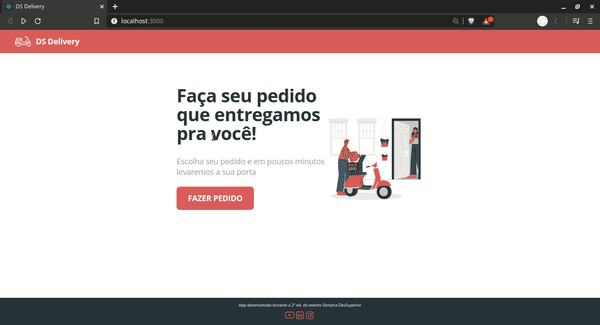 DS Delivery
localhost:3000
DS Delivery
Faça seu pedido
que entregamos
pra você!
Escolha seu pedido e em poucos minutos
levaremos a sua porta
FAZER PEDIDO
App desenvolvido durante a 2ª ed. do evento Semana DevSuperior